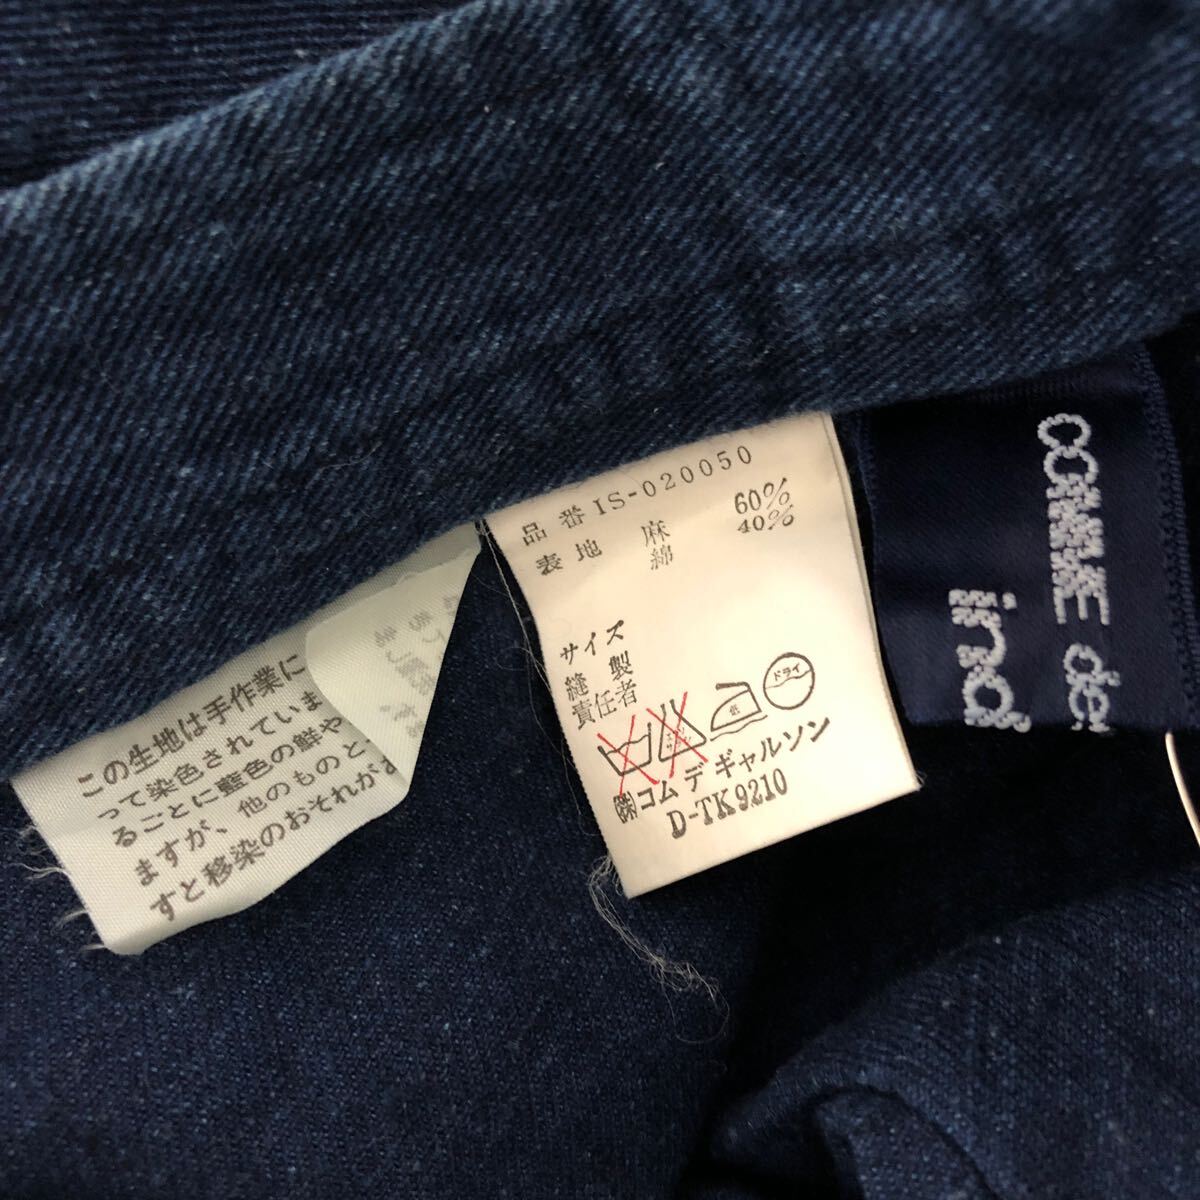 この生地は手作業に
って染色されていま
るごとに藍色の鮮や
ますが、他のものと
すと移染のおそれがま
品番 IS-020050
表地 麻 60%
綿 40%
サイズ
縫製
責任者
ドライ
低
㈱コム デ ギャルソン
D-TK9210
COMME de
ind